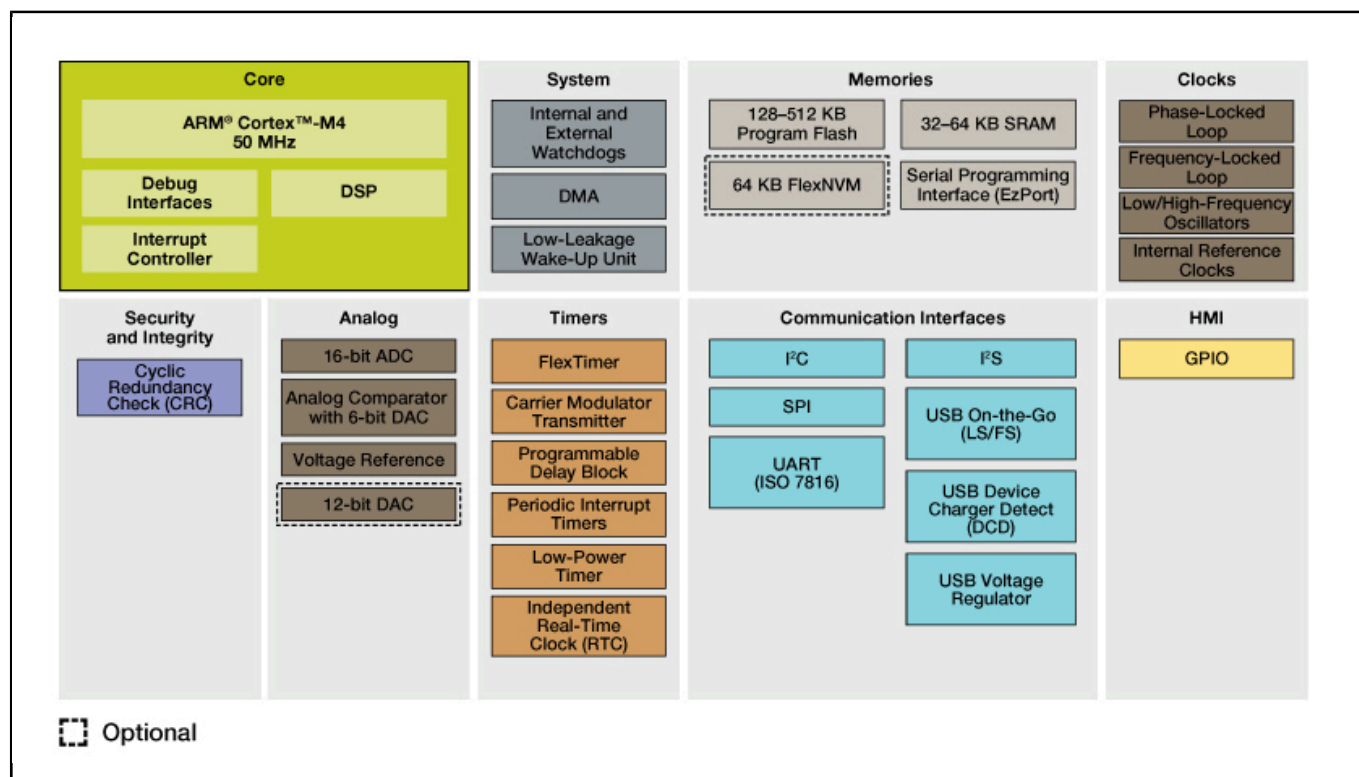 Core
ARM® Cortex™-M4
50 MHz
Debug
Interfaces
DSP
Interrupt
Controller
System
Internal and
External
Watchdogs
DMA
Low-Leakage
Wake-Up Unit
Memories
128–512 KB
Program Flash
32–64 KB SRAM
64 KB FlexNVM
Serial Programming
Interface (EzPort)
Clocks
Phase-Locked
Loop
Frequency-Locked
Loop
Low/High-Frequency
Oscillators
Internal Reference
Clocks
Security
and Integrity
Cyclic
Redundancy
Check (CRC)
Analog
16-bit ADC
Analog Comparator
with 6-bit DAC
Voltage Reference
12-bit DAC
Timers
FlexTimer
Carrier Modulator
Transmitter
Programmable
Delay Block
Periodic Interrupt
Timers
Low-Power
Timer
Independent
Real-Time
Clock (RTC)
Communication Interfaces
I²C
SPI
UART
(ISO 7816)
I²S
USB On-the-Go
(LS/FS)
USB Device
Charger Detect
(DCD)
USB Voltage
Regulator
HMI
GPIO
Optional